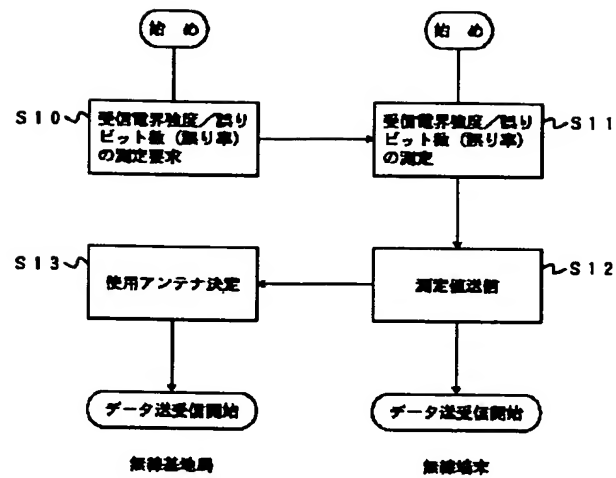 始 め
始 め
S10
受信電界強度/誤り
ビット数(誤り率)
の測定要求
受信電界強度/誤り
ビット数(誤り率)
の測定
S11
S13
使用アンテナ決定
測定値送信
S12
データ送受信開始
データ送受信開始
無線基地局
無線端末